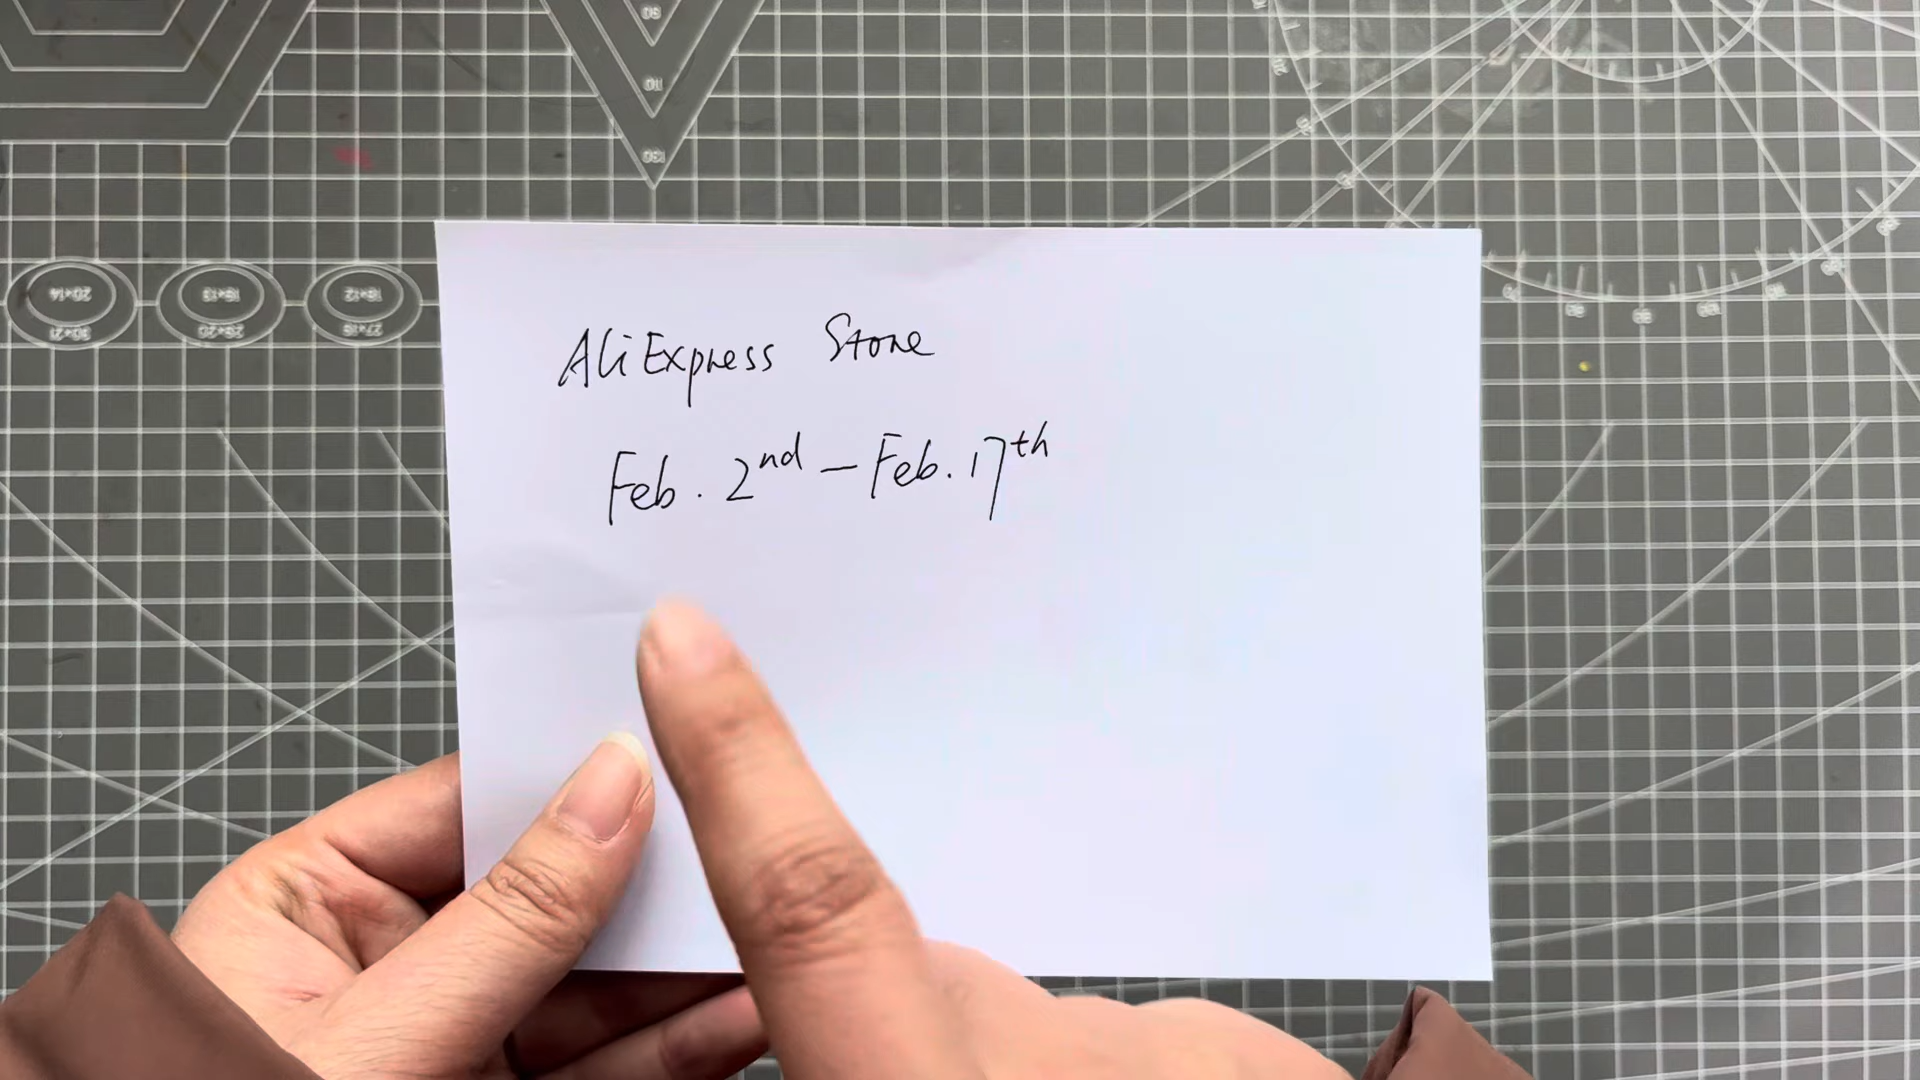 AliExpress Store
Feb. 2nd – Feb. 17th